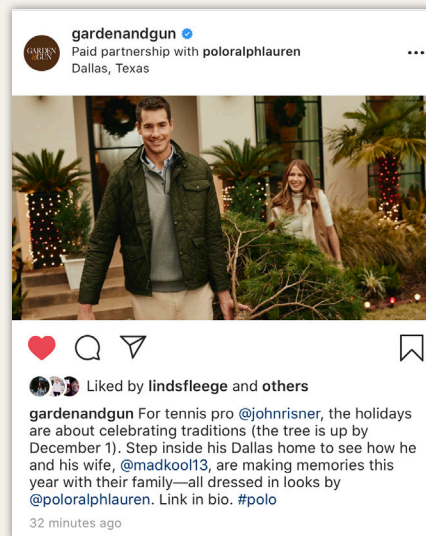 gardenandgun
Paid partnership with poloralphlauren
Dallas, Texas
GARDEN
&GUN
Liked by lindsfleege and others
gardenandgun For tennis pro @johnrisner, the holidays
are about celebrating traditions (the tree is up by
December 1). Step inside his Dallas home to see how he
and his wife, @madkool13, are making memories this
year with their family—all dressed in looks by
@poloralphlauren. Link in bio. #polo
32 minutes ago